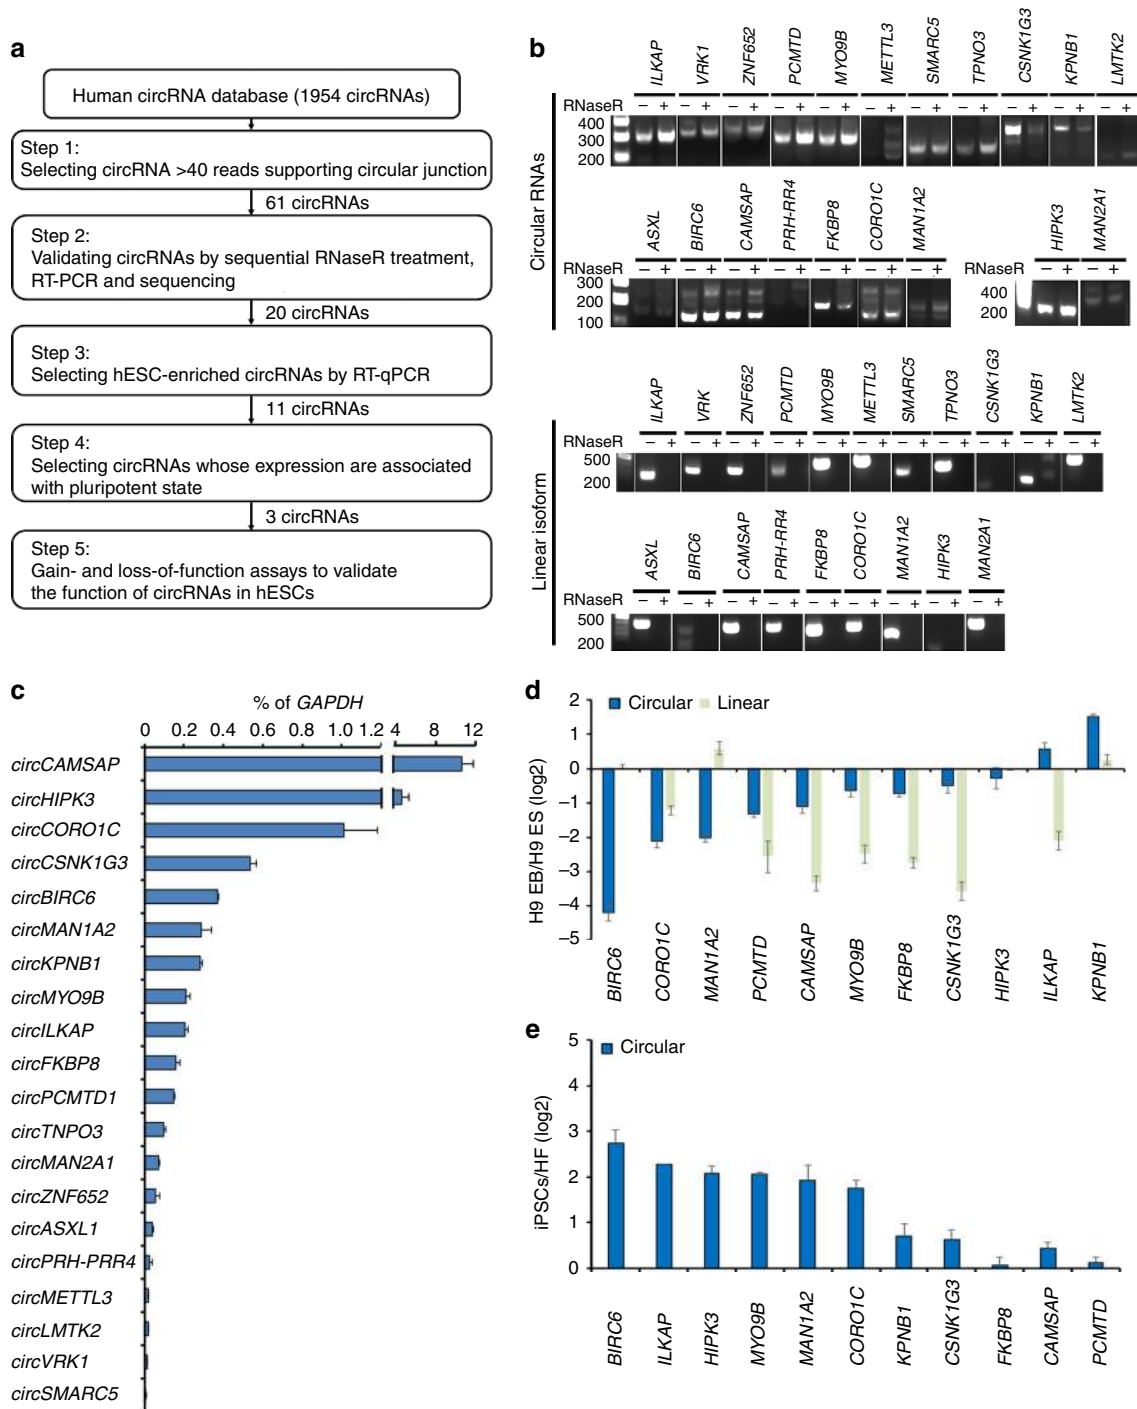 a
Human circRNA database (1954 circRNAs)
Step 1:
Selecting circRNA >40 reads supporting circular junction
61 circRNAs
Step 2:
Validating circRNAs by sequential RNaseR treatment,
RT-PCR and sequencing
20 circRNAs
Step 3:
Selecting hESC-enriched circRNAs by RT-qPCR
11 circRNAs
Step 4:
Selecting circRNAs whose expression are associated
with pluripotent state
3 circRNAs
Step 5:
Gain- and loss-of-function assays to validate
the function of circRNAs in hESCs
b
Circular RNAs
ILKAP VRK1 ZNF652 PCMTD MYO9B METTL3 SMARC5 TPNO3 CSNK1G3 KPNB1 LMTK2
RNaseR – + – + – + – + – + – + – + – + – + – + – +
400
300
200
ASXL BIRC6 CAMSAP PRH-RR4 FKBP8 CORO1C MAN1A2
RNaseR – + – + – + – + – + – + – +
300
200
100
HIPK3 MAN2A1
RNaseR – + – +
400
200
Linear isoform
ILKAP VRK ZNF652 PCMTD MYO9B METTL3 SMARC5 TPNO3 CSNK1G3 KPNB1 LMTK2
RNaseR – + – + – + – + – + – + – + – + – + – + – +
500
200
ASXL BIRC6 CAMSAP PRH-RR4 FKBP8 CORO1C MAN1A2 HIPK3 MAN2A1
RNaseR – + – + – + – + – + – + – + – + – +
500
200
c
% of GAPDH
0 0.2 0.4 0.6 0.8 1.0 1.2 4 8 12
circCAMSAP
circHIPK3
circCORO1C
circCSNK1G3
circBIRC6
circMAN1A2
circKPNB1
circMYO9B
circILKAP
circFKBP8
circPCMTD1
circTNPO3
circMAN2A1
circZNF652
circASXL1
circPRH-PRR4
circMETTL3
circLMTK2
circVRK1
circSMARC5
d
Circular Linear
H9 EB/H9 ES (log2)
2
1
0
–1
–2
–3
–4
–5
BIRC6 CORO1C MAN1A2 PCMTD CAMSAP MYO9B FKBP8 CSNK1G3 HIPK3 ILKAP KPNB1
e
Circular
iPSCs/HF (log2)
5
4
3
2
1
0
BIRC6 ILKAP HIPK3 MYO9B MAN1A2 CORO1C KPNB1 CSNK1G3 FKBP8 CAMSAP PCMTD